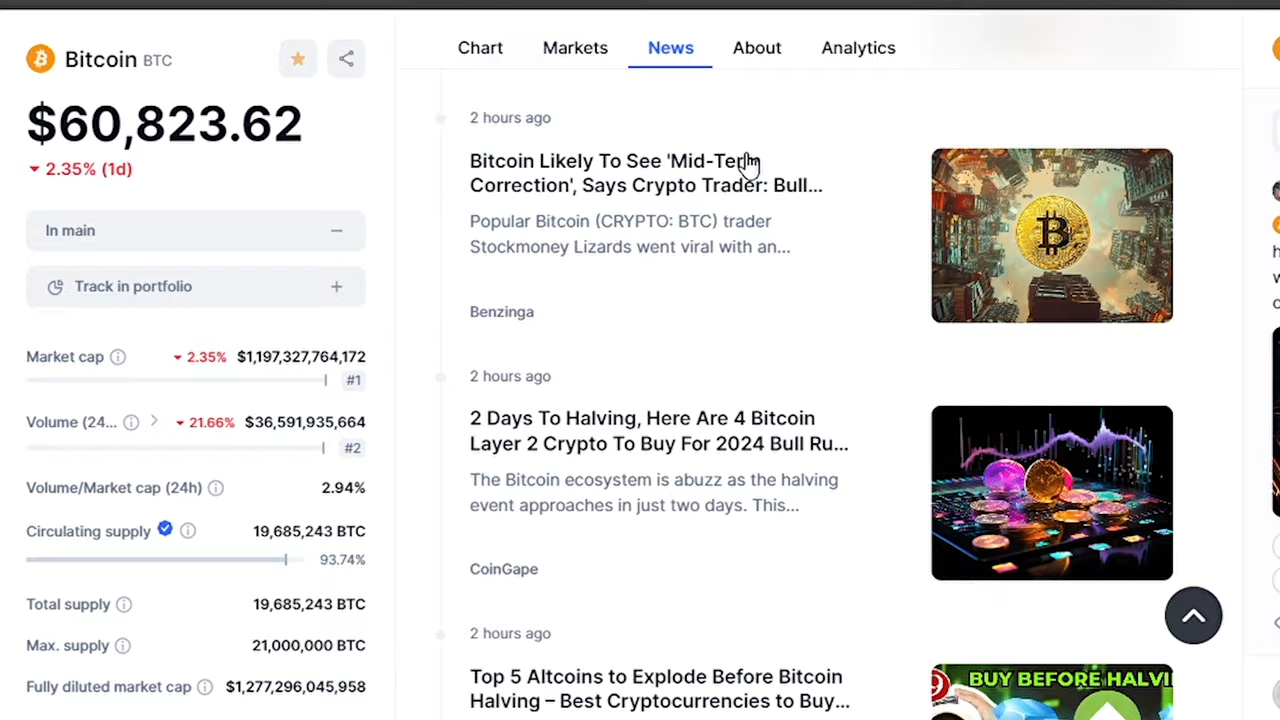 Bitcoin BTC
$60,823.62
2.35% (1d)
In main
Track in portfolio
Market cap 2.35% $1,197,327,764,172
#1
Volume (24... 21.66% $36,591,935,664
#2
Volume/Market cap (24h) 2.94%
Circulating supply 19,685,243 BTC
93.74%
Total supply 19,685,243 BTC
Max. supply 21,000,000 BTC
Fully diluted market cap $1,277,296,045,958
Chart Markets News About Analytics
2 hours ago
Bitcoin Likely To See 'Mid-Term
Correction', Says Crypto Trader: Bull...
Popular Bitcoin (CRYPTO: BTC) trader
Stockmoney Lizards went viral with an...
Benzinga
2 hours ago
2 Days To Halving, Here Are 4 Bitcoin
Layer 2 Crypto To Buy For 2024 Bull Ru...
The Bitcoin ecosystem is abuzz as the halving
event approaches in just two days. This...
CoinGape
2 hours ago
Top 5 Altcoins to Explode Before Bitcoin
Halving – Best Cryptocurrencies to Buy...
BUY BEFORE HALVI